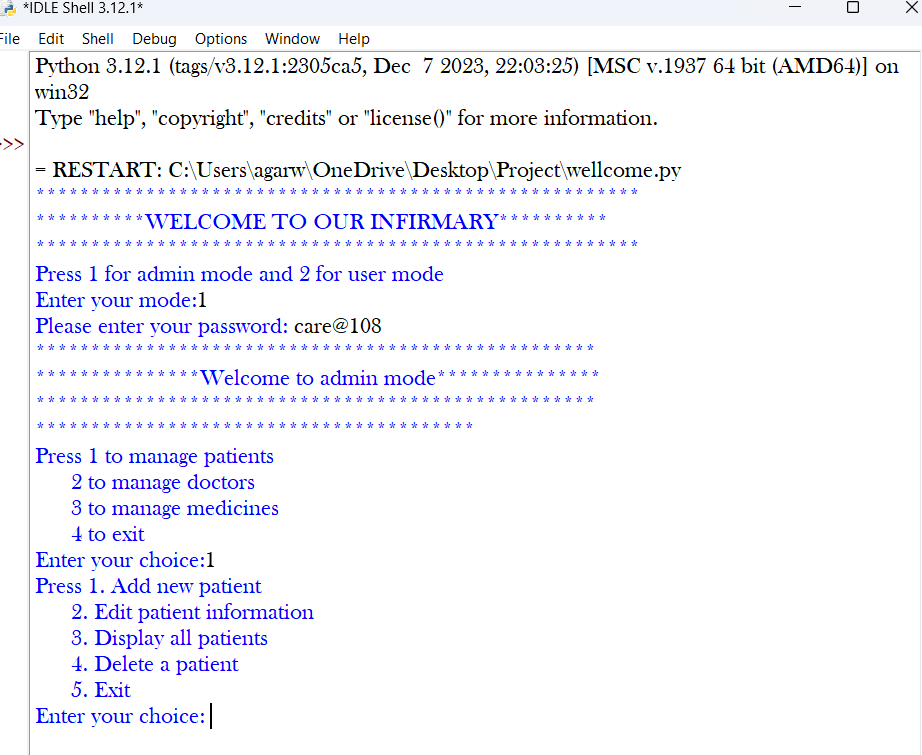 *IDLE Shell 3.12.1*
File Edit Shell Debug Options Window Help
Python 3.12.1 (tags/v3.12.1:2305ca5, Dec  7 2023, 22:03:25) [MSC v.1937 64 bit (AMD64)] on
win32
Type "help", "copyright", "credits" or "license()" for more information.
>>>
= RESTART: C:\Users\agarw\OneDrive\Desktop\Project\wellcome.py
*******************************************************
**********WELCOME TO OUR INFIRMARY**********
*******************************************************
Press 1 for admin mode and 2 for user mode
Enter your mode:1
Please enter your password: care@108
***************************************************
***************Welcome to admin mode***************
***************************************************
****************************************
Press 1 to manage patients
2 to manage doctors
3 to manage medicines
4 to exit
Enter your choice:1
Press 1. Add new patient
2. Edit patient information
3. Display all patients
4. Delete a patient
5. Exit
Enter your choice: